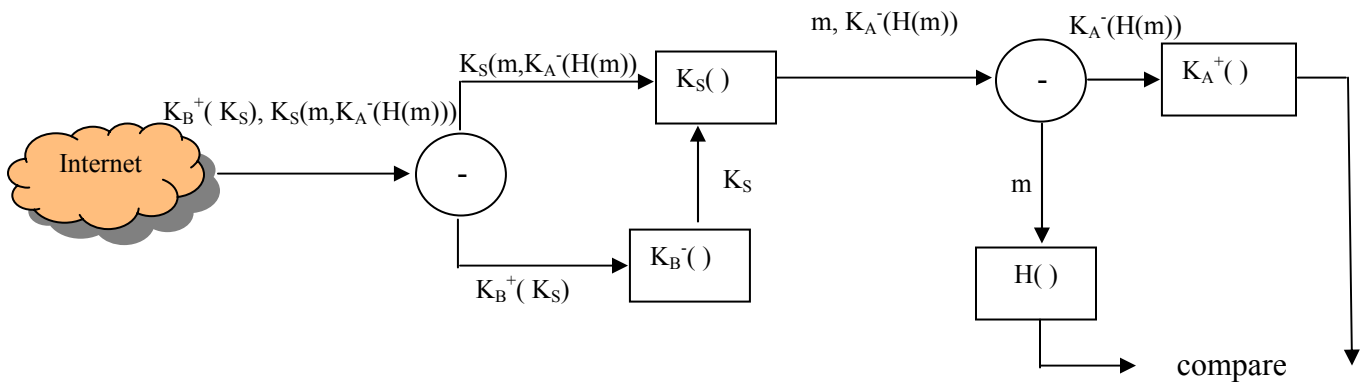 m, K_A^-(H(m))
K_A^-(H(m))
K_S(m,K_A^-(H(m))
K_S( )
-
K_A^+( )
K_B^+( K_S), K_S(m,K_A^-(H(m)))
Internet
-
K_S
m
K_B^-( )
K_B^+( K_S)
H( )
compare